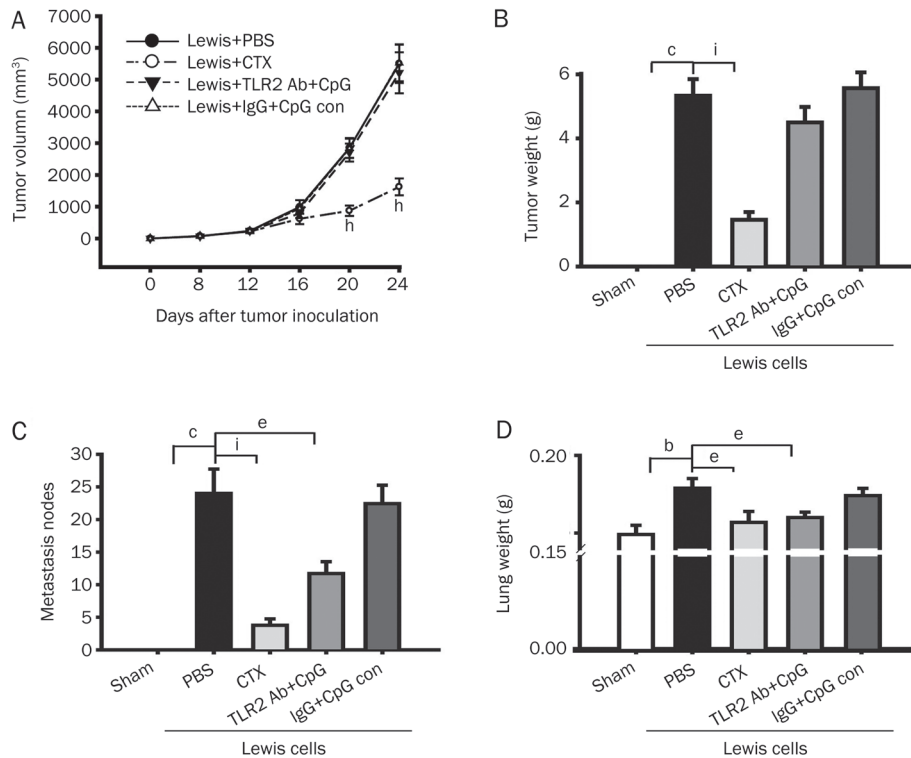 A
7000
6000
5000
4000
3000
2000
1000
0
Tumor volumn (mm³)
Lewis+PBS
Lewis+CTX
Lewis+TLR2 Ab+CpG
Lewis+IgG+CpG con
h
h
0 8 12 16 20 24
Days after tumor inoculation
B
c i
6
4
2
0
Tumor weight (g)
Sham PBS CTX TLR2 Ab+CpG IgG+CpG con
Lewis cells
C
e
c i
30
25
20
15
10
5
0
Metastasis nodes
Sham PBS CTX TLR2 Ab+CpG IgG+CpG con
Lewis cells
D
e
b e
0.20
0.15
0.00
Lung weight (g)
Sham PBS CTX TLR2 Ab+CpG IgG+CpG con
Lewis cells